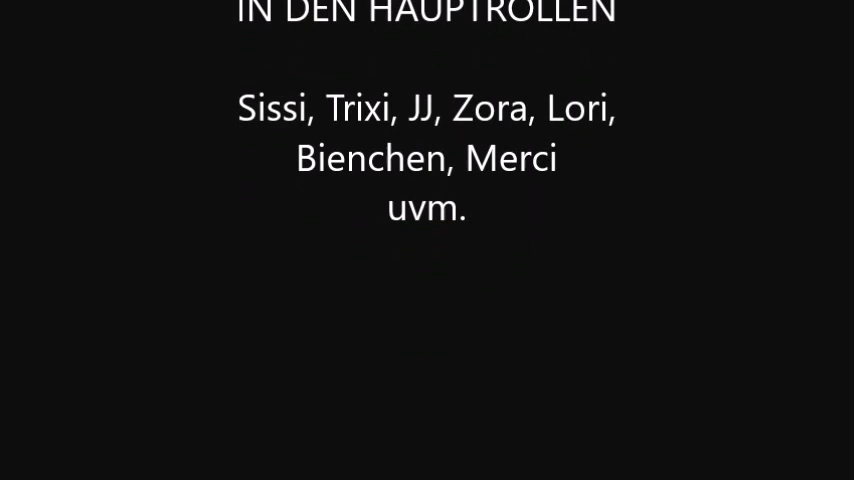 IN DEN HAUPTROLLEN
Sissi, Trixi, JJ, Zora, Lori,
Bienchen, Merci
uvm.